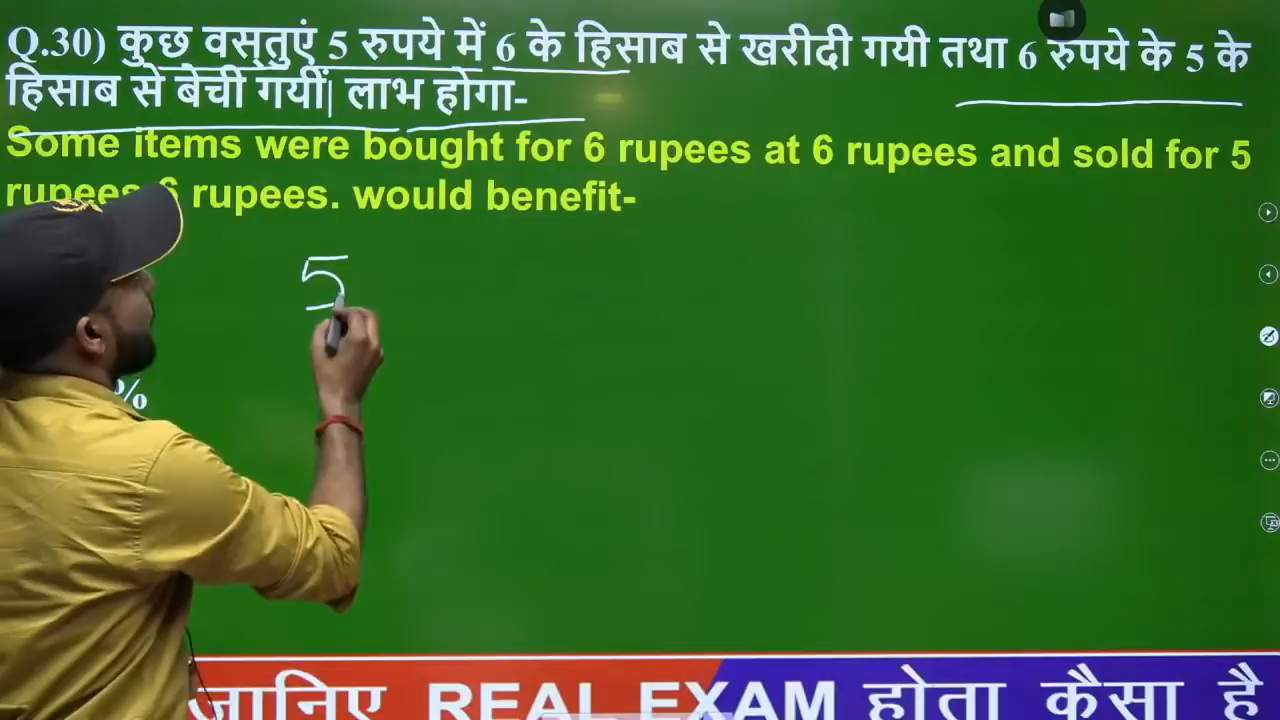 Q.30) कुछ वस्तुएं 5 रुपये में 6 के हिसाब से खरीदी गयी तथा 6 रुपये के 5 के
हिसाब से बेची गयीं| लाभ होगा-
Some items were bought for 6 rupees at 6 rupees and sold for 5
rupees 6 rupees. would benefit-
5
%
जानिए REAL EXAM होता कैसा है